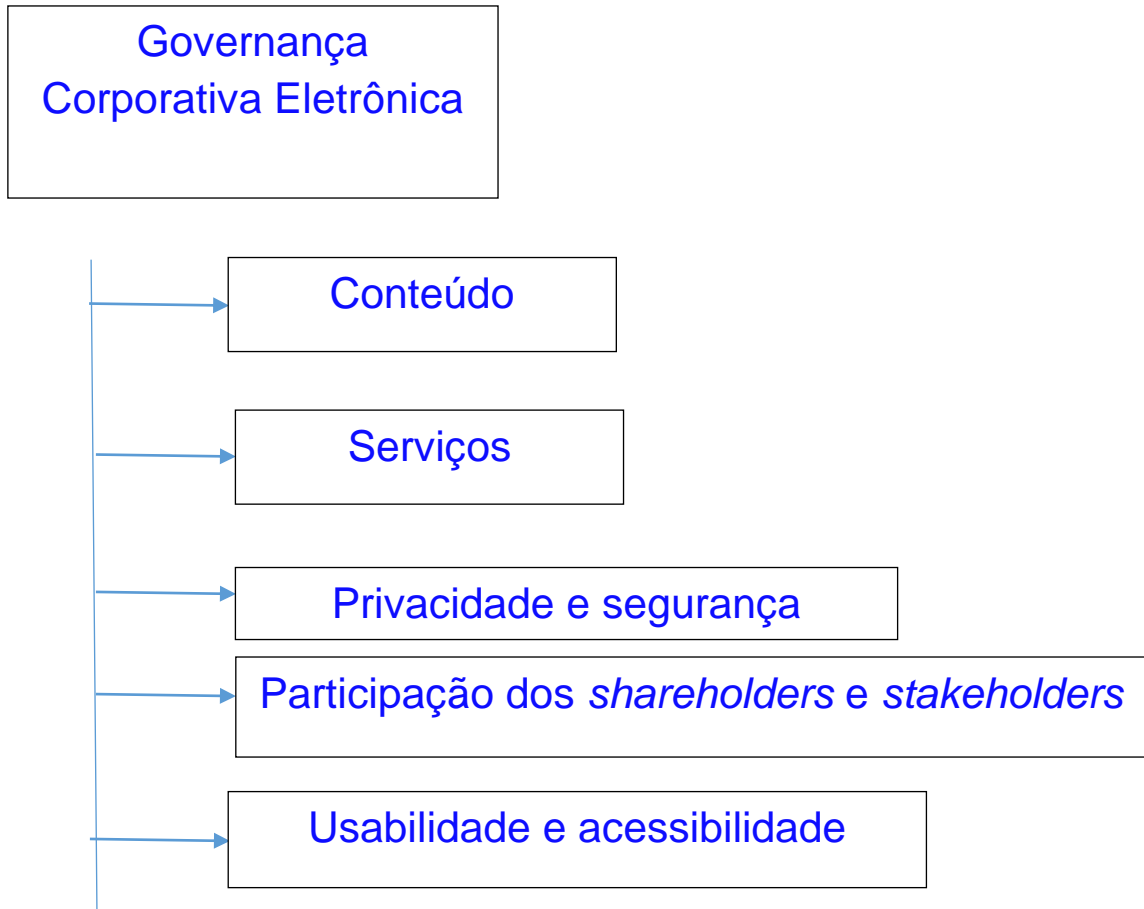 Governança
Corporativa Eletrônica
Conteúdo
Serviços
Privacidade e segurança
Participação dos shareholders e stakeholders
Usabilidade e acessibilidade